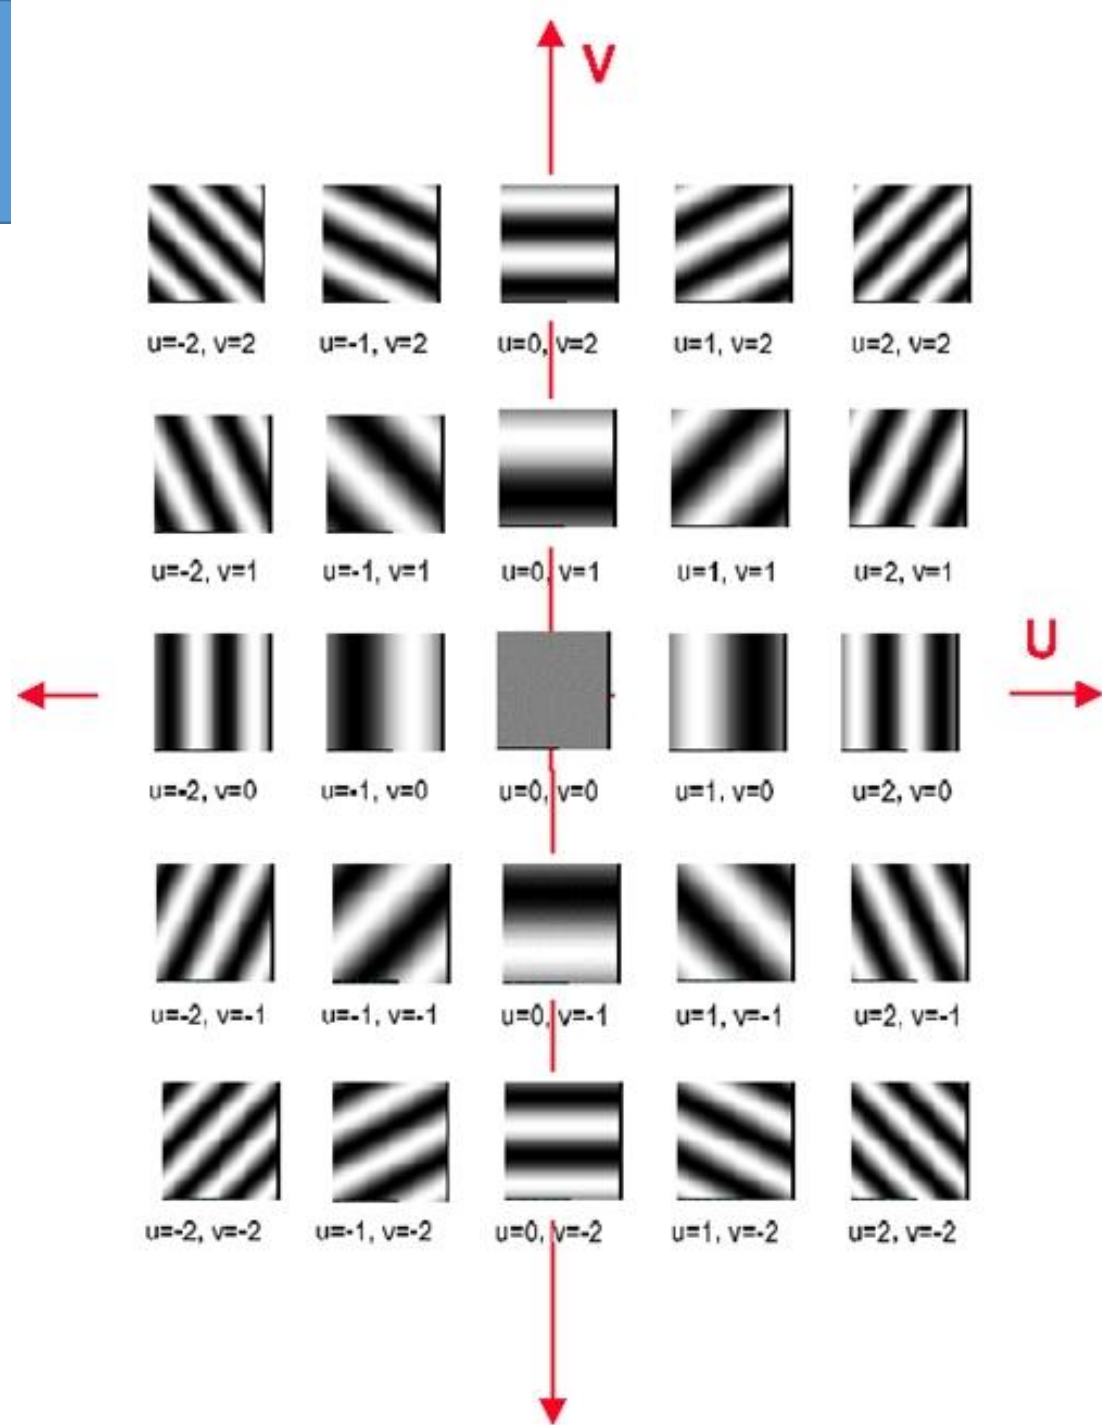 V
u=-2, v=2 u=-1, v=2 u=0, v=2 u=1, v=2 u=2, v=2
u=-2, v=1 u=-1, v=1 u=0, v=1 u=1, v=1 u=2, v=1
U
u=-2, v=0 u=-1, v=0 u=0, v=0 u=1, v=0 u=2, v=0
u=-2, v=-1 u=-1, v=-1 u=0, v=-1 u=1, v=-1 u=2, v=-1
u=-2, v=-2 u=-1, v=-2 u=0, v=-2 u=1, v=-2 u=2, v=-2